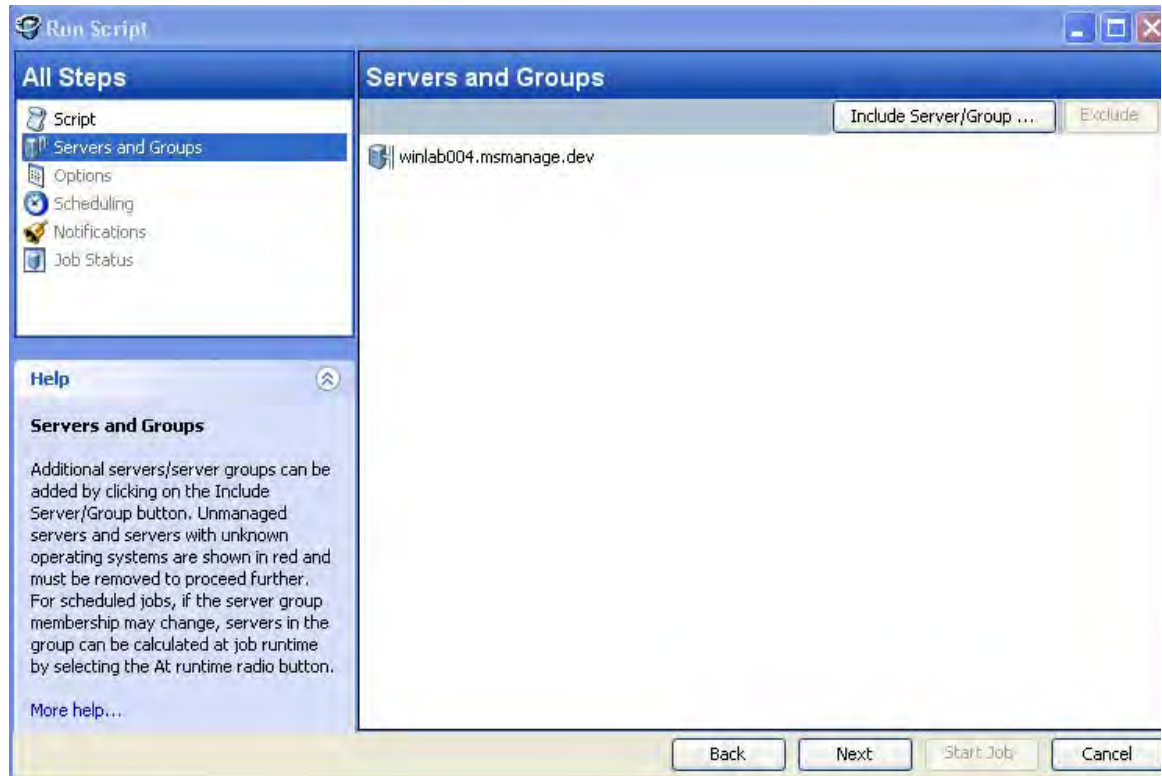 Run Script
All Steps
Script
Servers and Groups
Options
Scheduling
Notifications
Job Status
Help
Servers and Groups
Additional servers/server groups can be
added by clicking on the Include
Server/Group button. Unmanaged
servers and servers with unknown
operating systems are shown in red and
must be removed to proceed further.
For scheduled jobs, if the server group
membership may change, servers in the
group can be calculated at job runtime
by selecting the At runtime radio button.
More help...
Servers and Groups
Include Server/Group ...
Exclude
winlab004.msmanage.dev
Back
Next
Start Job
Cancel